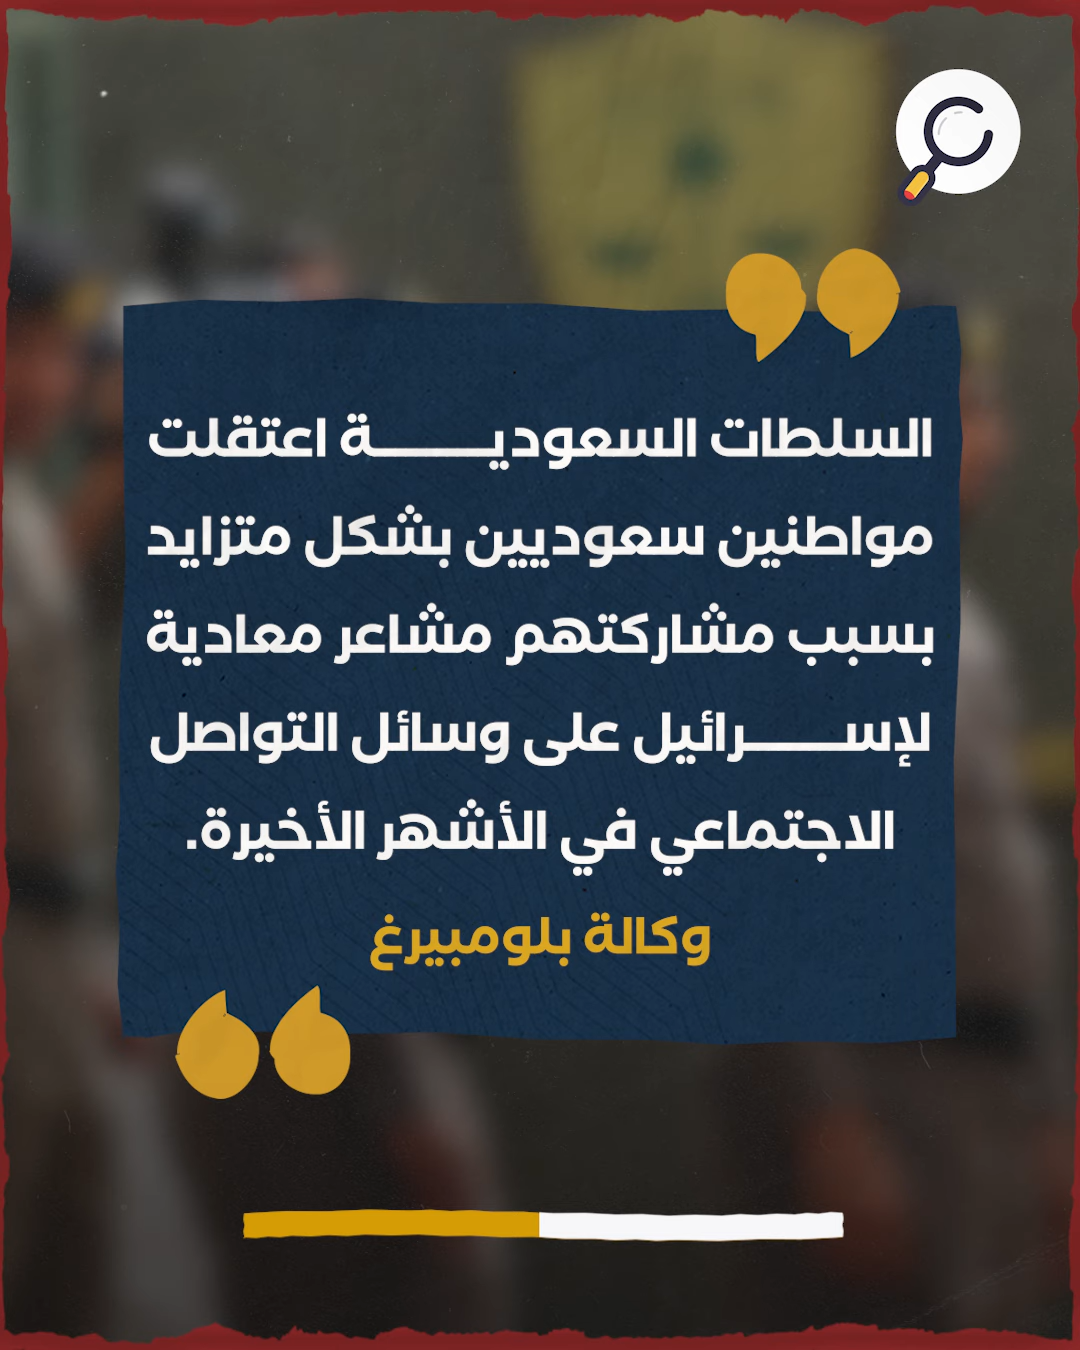 السلطات السعوديـــــــة اعتقلت
مواطنين سعوديين بشكل متزايد
بسبب مشاركتهم مشاعر معادية
لإســـــــرائيل على وسائل التواصل
الاجتماعي في الأشهر الأخيرة.
وكالة بلومبيرغ